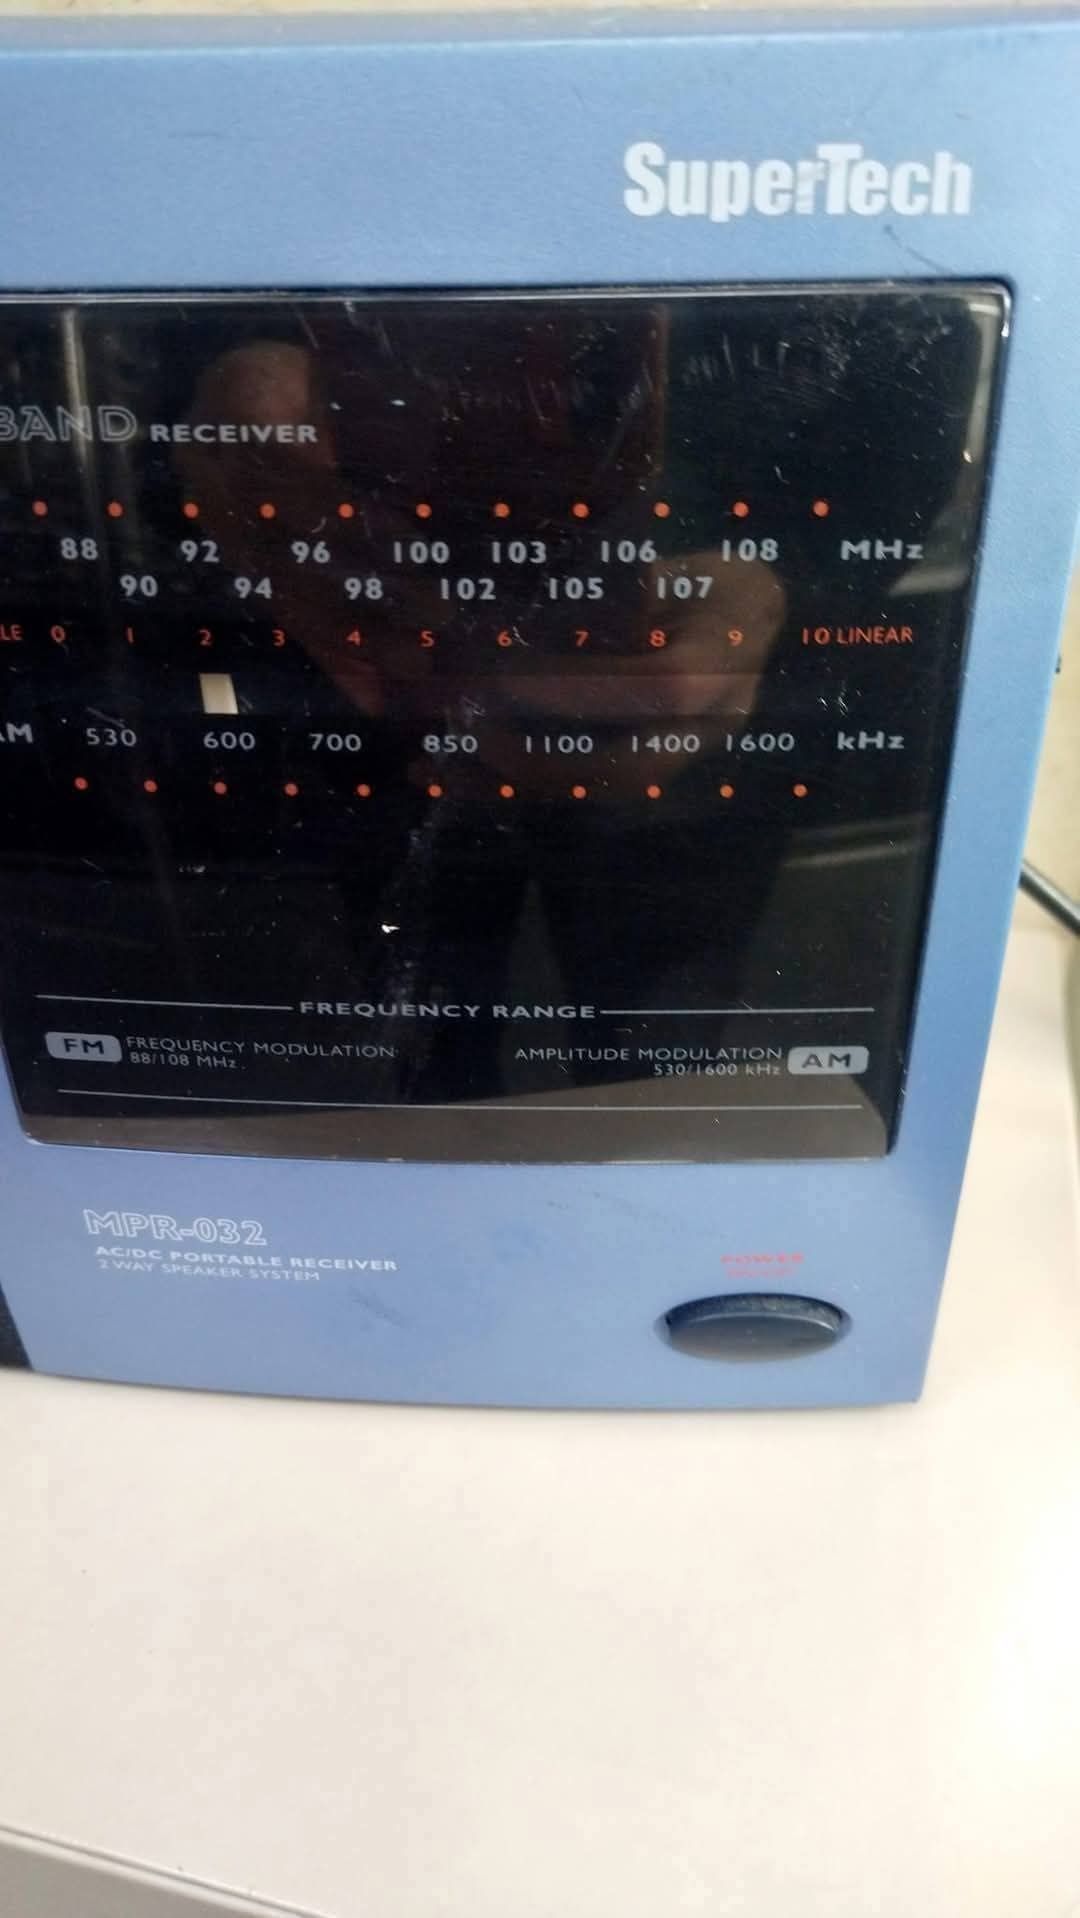 SuperTech
BAND RECEIVER
88 92 96 100 103 106 108 MHz
90 94 98 102 105 107
LE 0 1 2 3 4 5 6 7 8 9 10 LINEAR
AM 530 600 700 850 1100 1400 1600 kHz
FREQUENCY RANGE
FM FREQUENCY MODULATION
88/108 MHz
AMPLITUDE MODULATION AM
530/1600 kHz
MPR-032
AC/DC PORTABLE RECEIVER
2 WAY SPEAKER SYSTEM
POWER